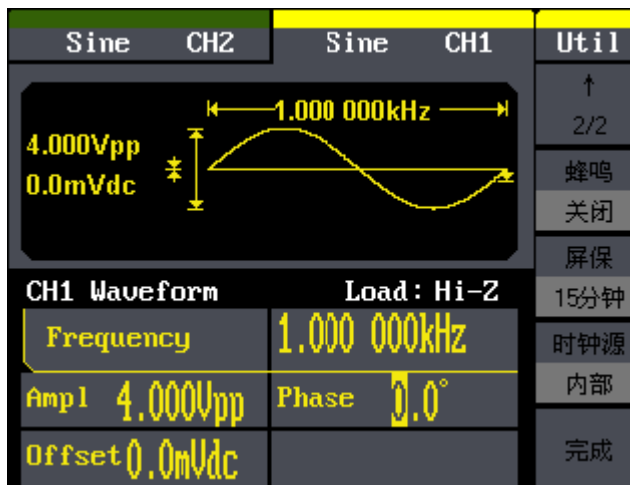 Sine CH2 Sine CH1 Util
↑
2/2
蜂鸣
关闭
屏保
15分钟
时钟源
内部
完成
1.000 000kHz
4.000Vpp
0.0mVdc
CH1 Waveform Load: Hi-Z
Frequency 1.000 000kHz
Ampl 4.000Vpp Phase 0.0°
Offset 0.0mVdc